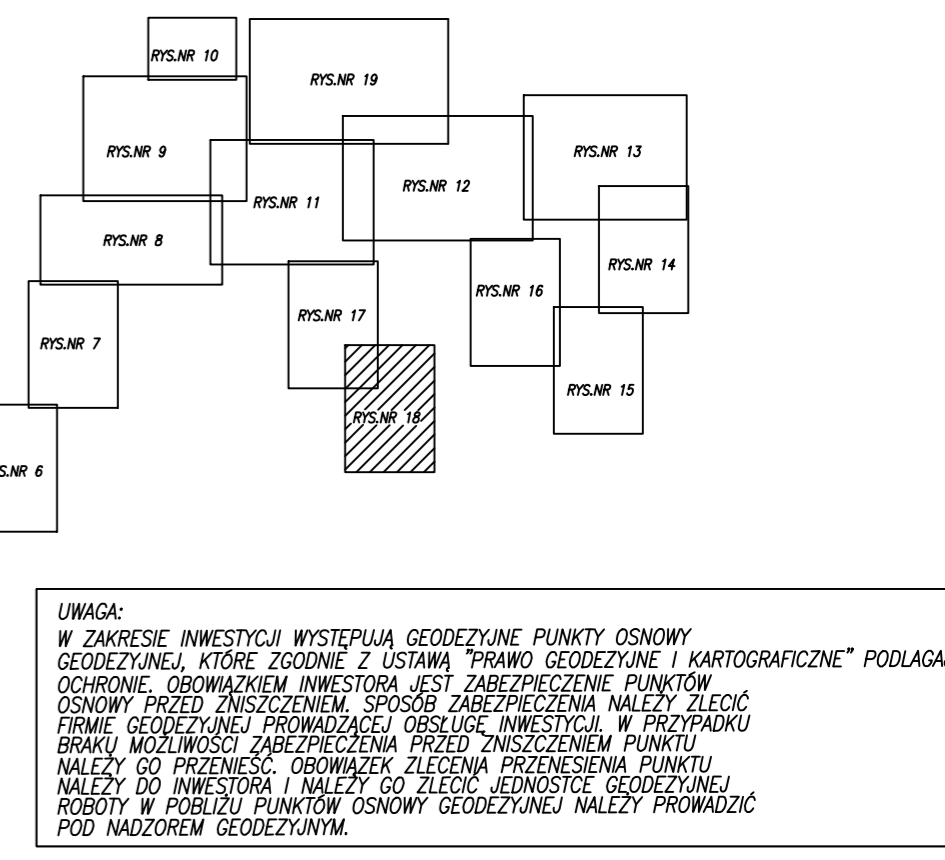 RYS.NR 10
RYS.NR 19
RYS.NR 9
RYS.NR 13
RYS.NR 12
RYS.NR 11
RYS.NR 8
RYS.NR 14
RYS.NR 16
RYS.NR 17
RYS.NR 7
RYS.NR 15
RYS.NR 18
S.NR 6
UWAGA:
W ZAKRESIE INWESTYCJI WYSTĘPUJĄ GEODEZYJNE PUNKTY OSNOWY
GEODEZYJNEJ, KTÓRE ZGODNIE Z USTAWĄ "PRAWO GEODEZYJNE I KARTOGRAFICZNE" PODLAGAJ
OCHRONIE. OBOWIĄZKIEM INWESTORA JEST ZABEZPIECZENIE PUNKTÓW
OSNOWY PRZED ZNISZCZENIEM. SPOSÓB ZABEZPIECZENIA NALEŻY ZLECIĆ
FIRMIE GEODEZYJNEJ PROWADZĄCEJ OBSŁUGĘ INWESTYCJI. W PRZYPADKU
BRAKU MOŻLIWOŚCI ZABEZPIECZENIA PRZED ZNISZCZENIEM PUNKTU
NALEŻY GO PRZENIEŚĆ. OBOWIĄZEK ZLECENIA PRZENESIENIA PUNKTU
NALEŻY DO INWESTORA I NALEŻY GO ZLECIĆ JEDNOSTCE GEODEZYJNEJ
ROBOTY W POBLIŻU PUNKTÓW OSNOWY GEODEZYJNEJ NALEŻY PROWADZIĆ
POD NADZOREM GEODEZYJNYM.